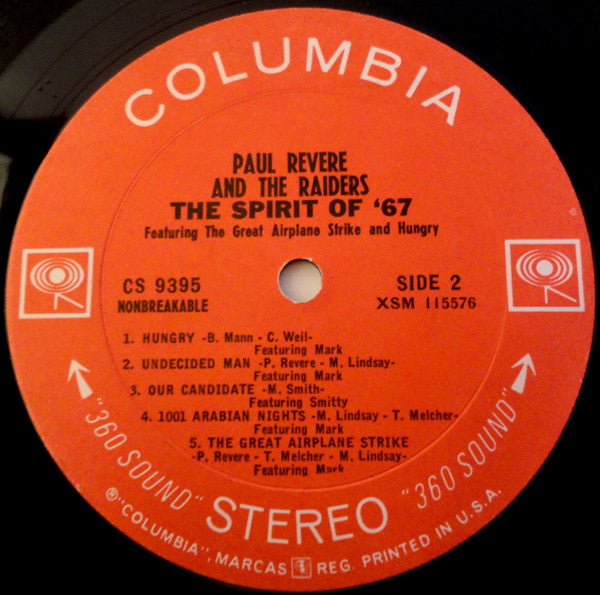 COLUMBIA
PAUL REVERE
AND THE RAIDERS
THE SPIRIT OF ‘67
Featuring The Great Airplane Strike and Hungry
CS 9395
NONBREAKABLE
SIDE 2
XSM 115576
1. HUNGRY -B. Mann - C. Weil-
Featuring Mark
2. UNDECIDED MAN -P. Revere - M. Lindsay-
Featuring Mark
3. OUR CANDIDATE -M. Smith-
Featuring Smitty
4. 1001 ARABIAN NIGHTS -M. Lindsay - T. Melcher-
Featuring Mark
5. THE GREAT AIRPLANE STRIKE
-P. Revere - T. Melcher - M. Lindsay-
Featuring Mark
"360 SOUND" STEREO "360 SOUND"
®"COLUMBIA", MARCAS REG. PRINTED IN U.S.A.